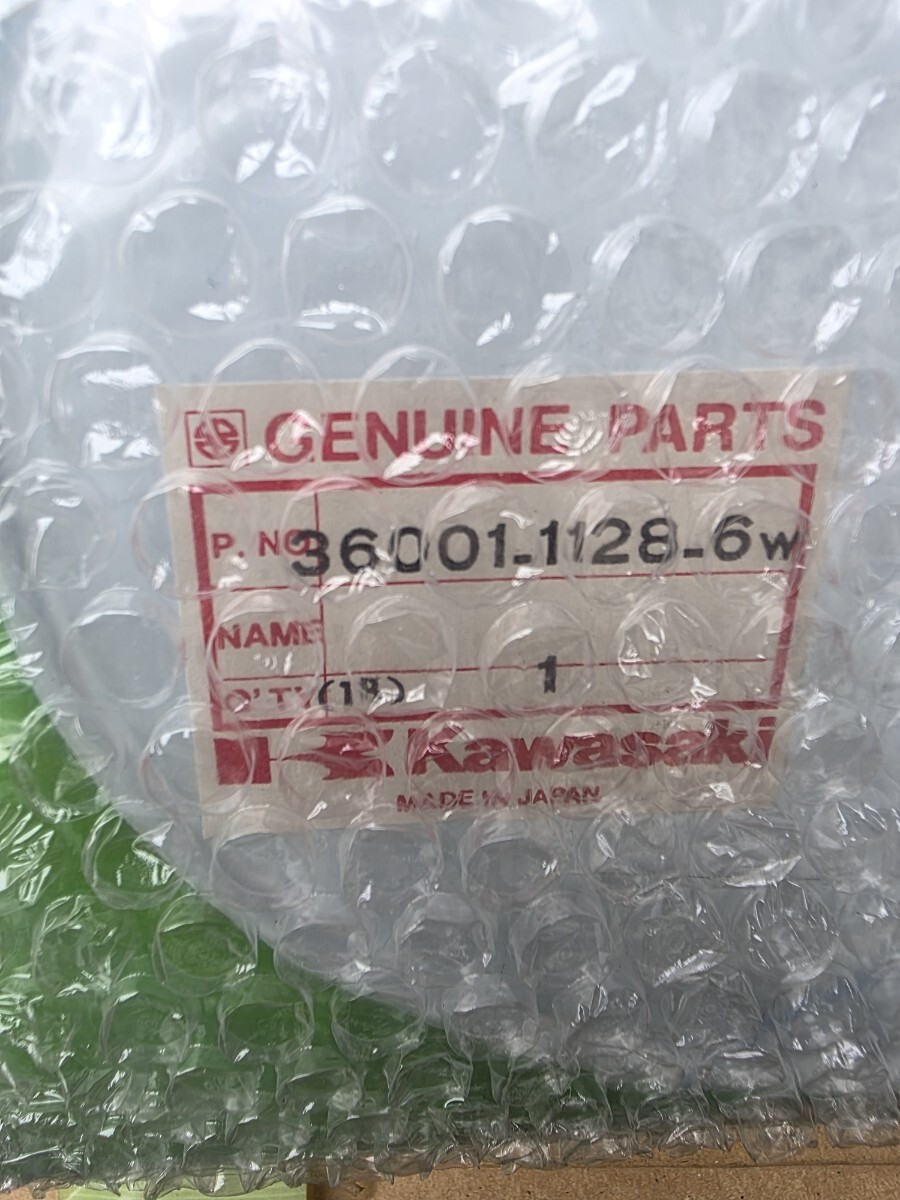 GENUINE PARTS
P. NO 36001-1128-6W
NAME
Q'TY 1
Kawasaki
MADE IN JAPAN